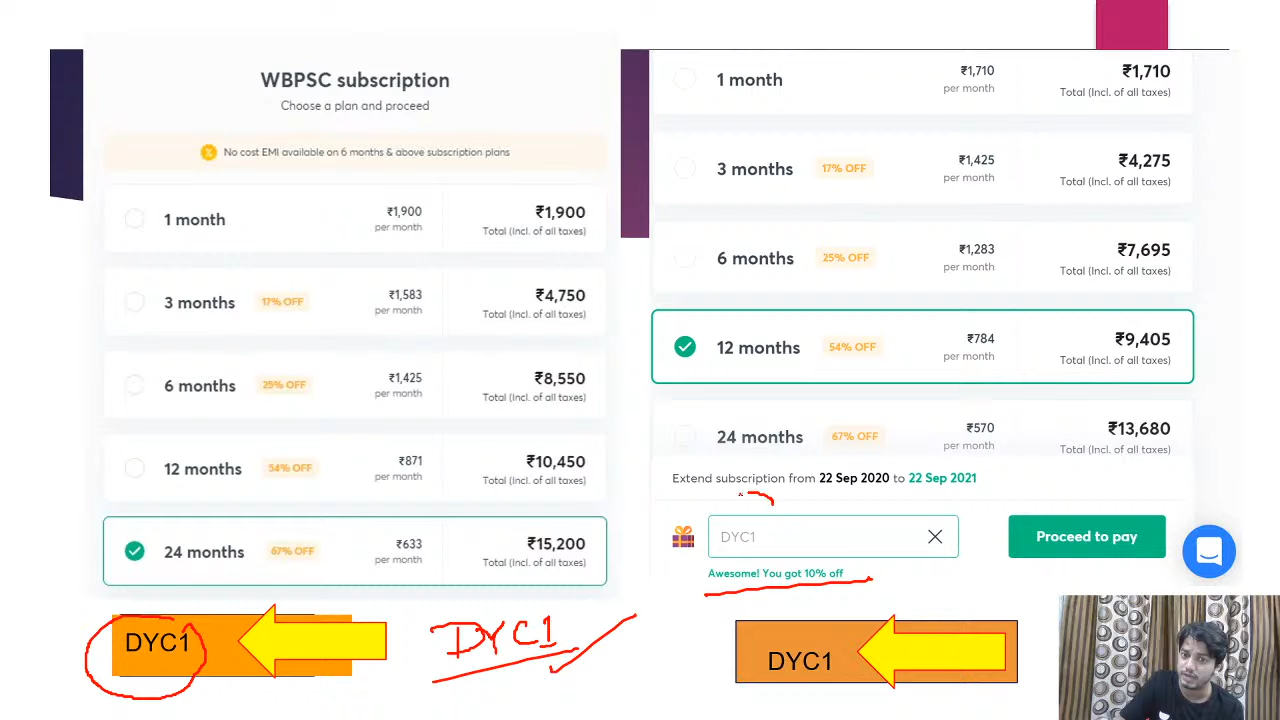 WBPSC subscription
Choose a plan and proceed
No cost EMI available on 6 months & above subscription plans
1 month ₹1,900 per month ₹1,900 Total (Incl. of all taxes)
3 months 17% OFF ₹1,583 per month ₹4,750 Total (Incl. of all taxes)
6 months 25% OFF ₹1,425 per month ₹8,550 Total (Incl. of all taxes)
12 months 54% OFF ₹871 per month ₹10,450 Total (Incl. of all taxes)
24 months 67% OFF ₹633 per month ₹15,200 Total (Incl. of all taxes)
DYC1
DYC1
1 month ₹1,710 per month ₹1,710 Total (Incl. of all taxes)
3 months 17% OFF ₹1,425 per month ₹4,275 Total (Incl. of all taxes)
6 months 25% OFF ₹1,283 per month ₹7,695 Total (Incl. of all taxes)
12 months 54% OFF ₹784 per month ₹9,405 Total (Incl. of all taxes)
24 months 67% OFF ₹570 per month ₹13,680 Total (Incl. of all taxes)
Extend subscription from 22 Sep 2020 to 22 Sep 2021
DYC1
Proceed to pay
Awesome! You got 10% off
DYC1